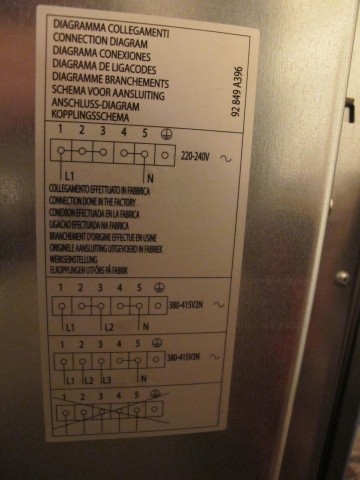 DIAGRAMMA COLLEGAMENTI
CONNECTION DIAGRAM
DIAGRAMA CONEXIONES
DIAGRAMA DE LIGACODES
DIAGRAMME BRANCHEMENTS
SCHEMA VOOR AANSLUITING
ANSCHLUSS-DIAGRAM
KOPPLINGSSCHEMA
92 849 A396
1 2 3 4 5
220-240V ~
L1 N
COLLEGAMENTO EFFETTUATO IN FABBRICA
CONNECTION DONE IN THE FACTORY
CONEXION EFECTUADA EN LA FABRICA
LIGACAO EFECTUADA NA FABRICA
BRANCHEMENT D'ORIGINE EFFECTUE EN USINE
ORIGINELE AANSLUITING UITGEVOERD IN FABRIEK
WERKSEINSTELLUNG
ELKOPPLINGEN UTFÖRS PÅ FABRIK
1 2 3 4 5
380-415V2N ~
L1 L2 N
1 2 3 4 5
380-415V3N ~
L1 L2 L3 N
1 2 3 4 5